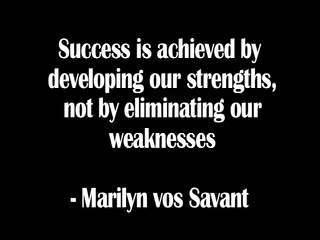 Success is achieved by
developing our strengths,
not by eliminating our
weaknesses
- Marilyn vos Savant